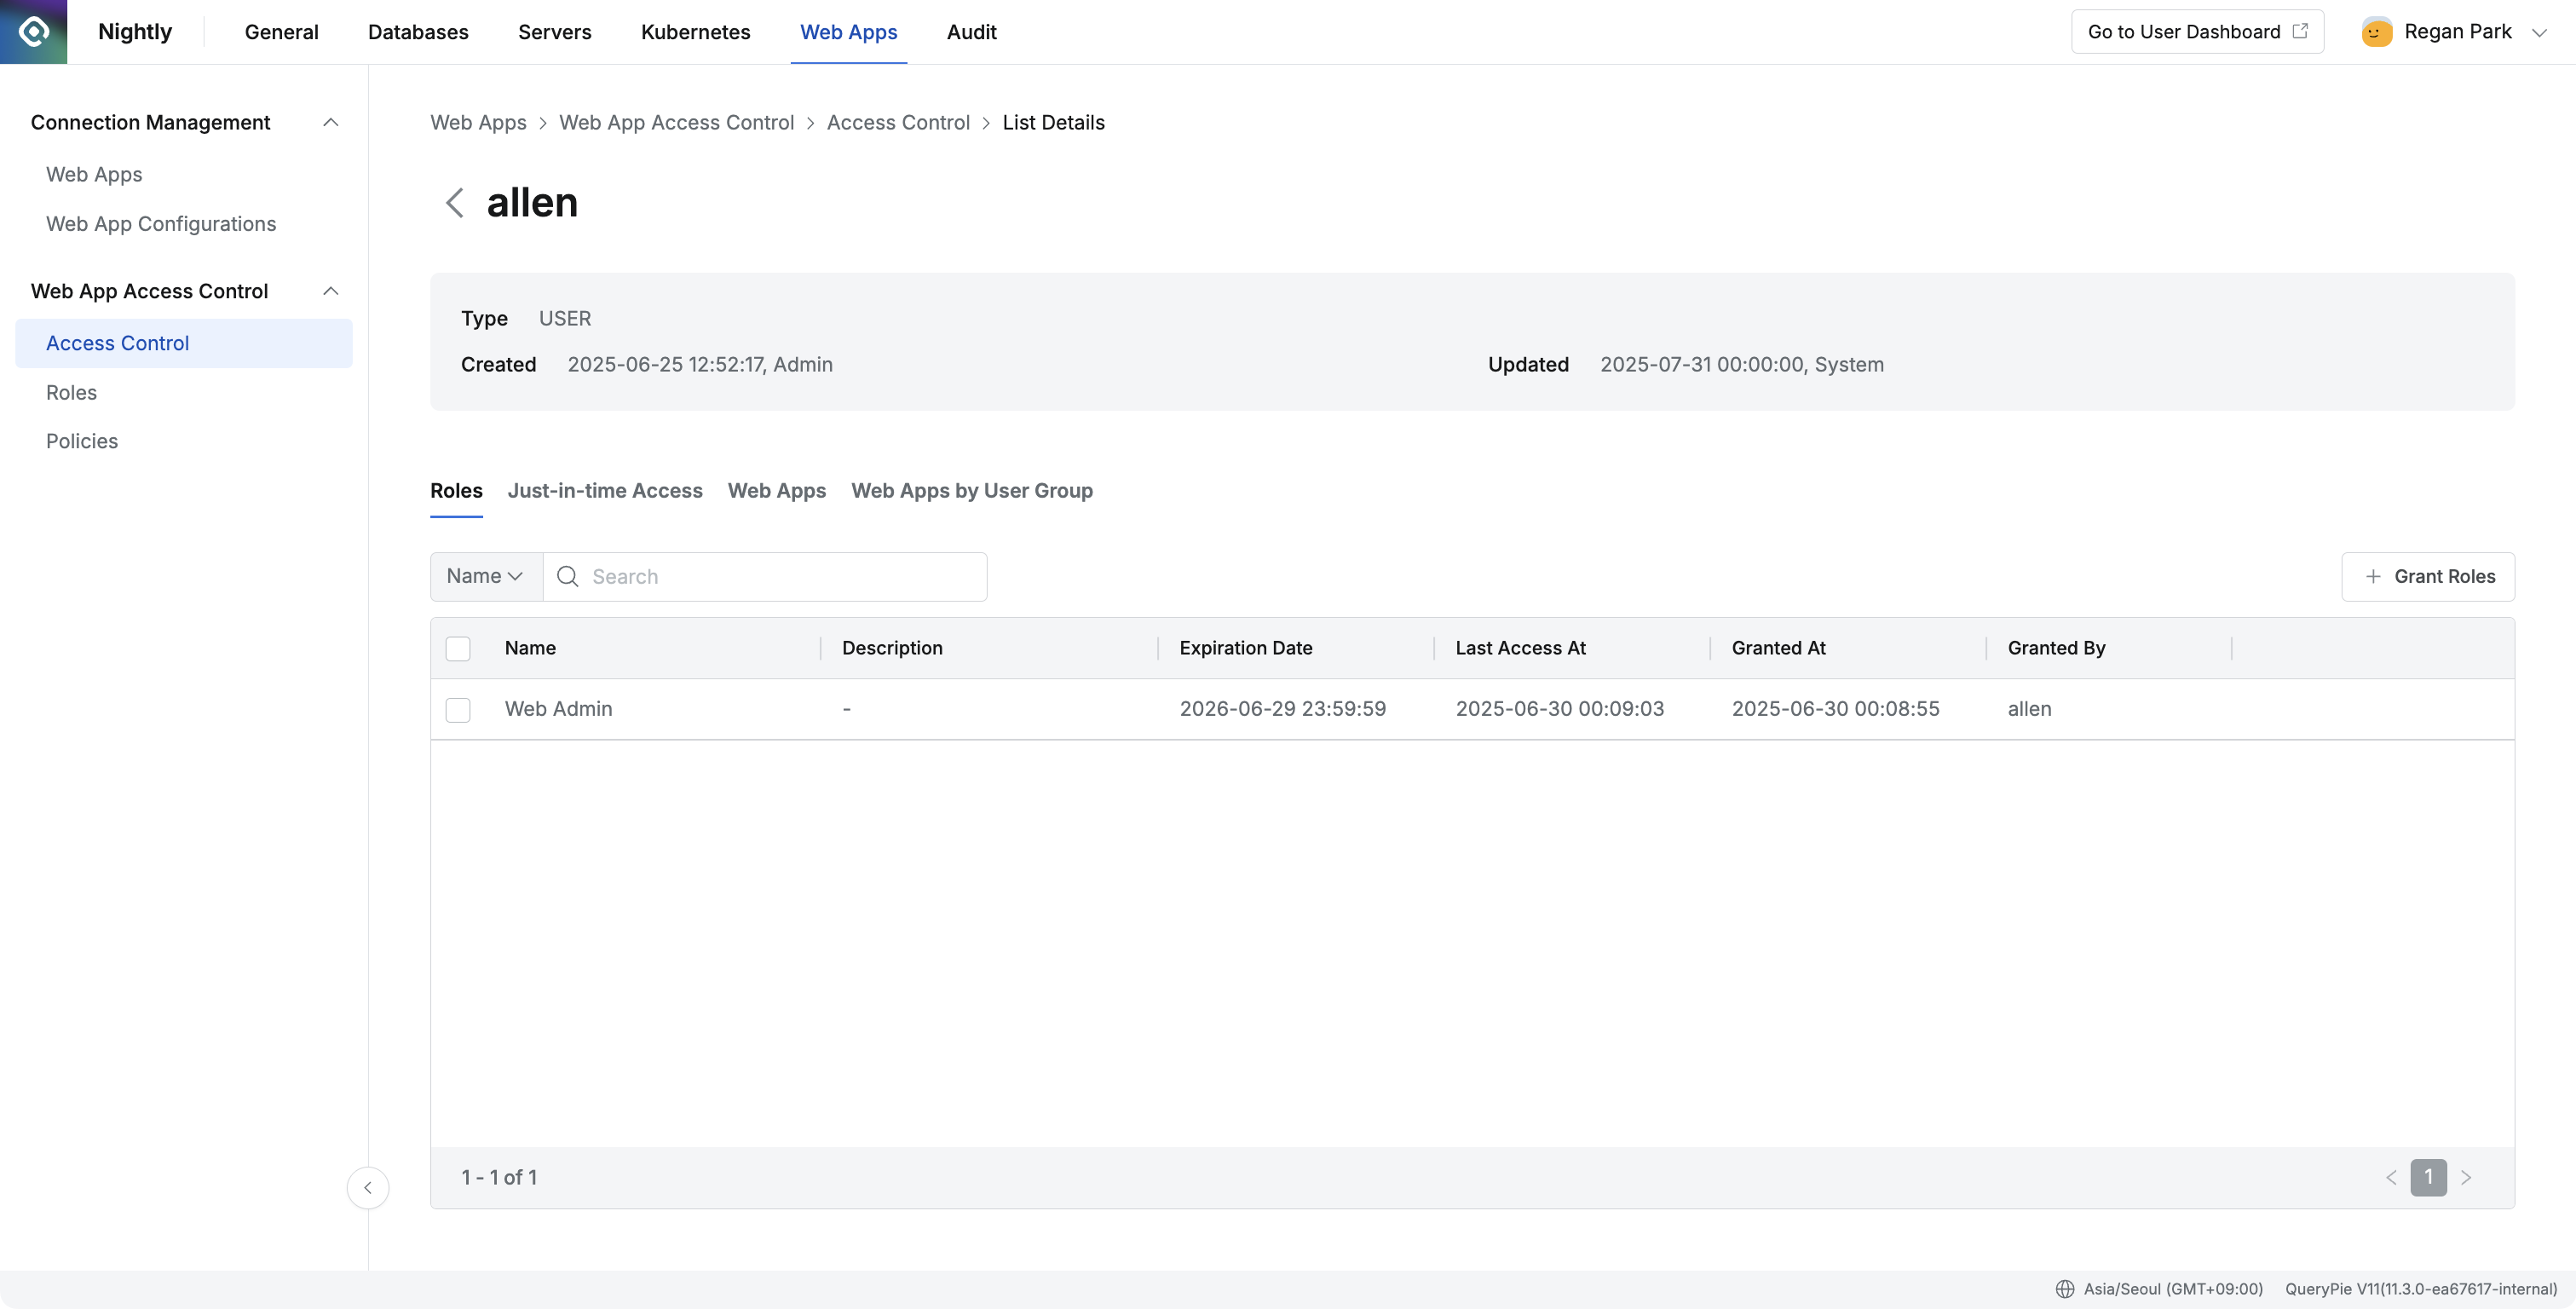 Nightly General Databases Servers Kubernetes Web Apps Audit Go to User Dashboard Regan Park
Connection Management
Web Apps
Web App Configurations
Web App Access Control
Access Control
Roles
Policies
Web Apps > Web App Access Control > Access Control > List Details
allen
Type USER
Created 2025-06-25 12:52:17, Admin Updated 2025-07-31 00:00:00, System
Roles Just-in-time Access Web Apps Web Apps by User Group
Name Search + Grant Roles
Name Description Expiration Date Last Access At Granted At Granted By
Web Admin - 2026-06-29 23:59:59 2025-06-30 00:09:03 2025-06-30 00:08:55 allen
1 - 1 of 1 < 1 >
Asia/Seoul (GMT+09:00) QueryPie V11(11.3.0-ea67617-internal)